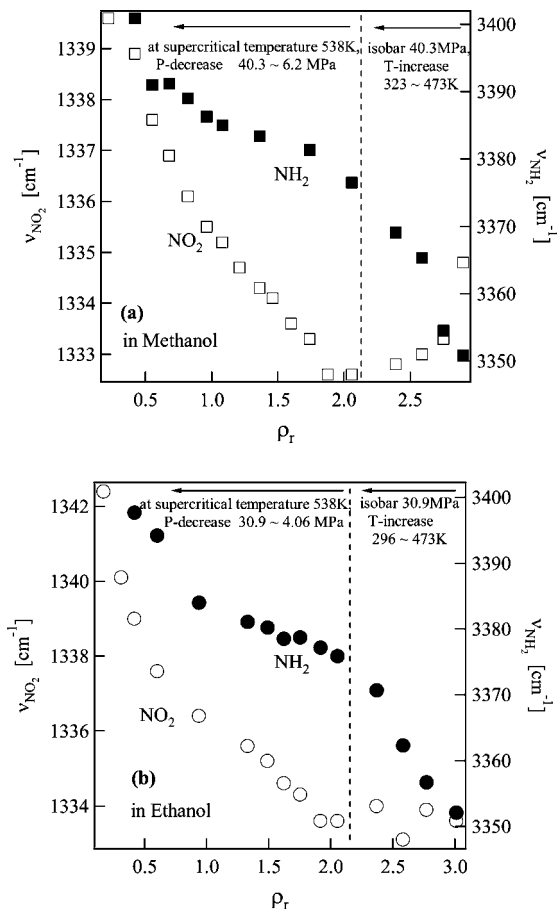 at supercritical temperature 538K,
P-decrease 40.3 ~ 6.2 MPa
isobar 40.3MPa,
T-increase
323 ~ 473K
1340
1339
1338
1337
1336
1335
1334
1333
νNO₂ [cm⁻¹]
3400
3390
3380
3370
3360
3350
νNH₂ [cm⁻¹]
NH₂
NO₂
(a)
in Methanol
0.5 1.0 1.5 2.0 2.5
ρr
at supercritical temperature 538K
P-decrease 30.9 ~ 4.06 MPa
isobar 30.9MPa
T-increase
296 ~ 473K
1342
1340
1338
1336
1334
νNO₂ [cm⁻¹]
3400
3390
3380
3370
3360
3350
νNH₂ [cm⁻¹]
NH₂
NO₂
(b)
in Ethanol
0.5 1.0 1.5 2.0 2.5 3.0
ρr